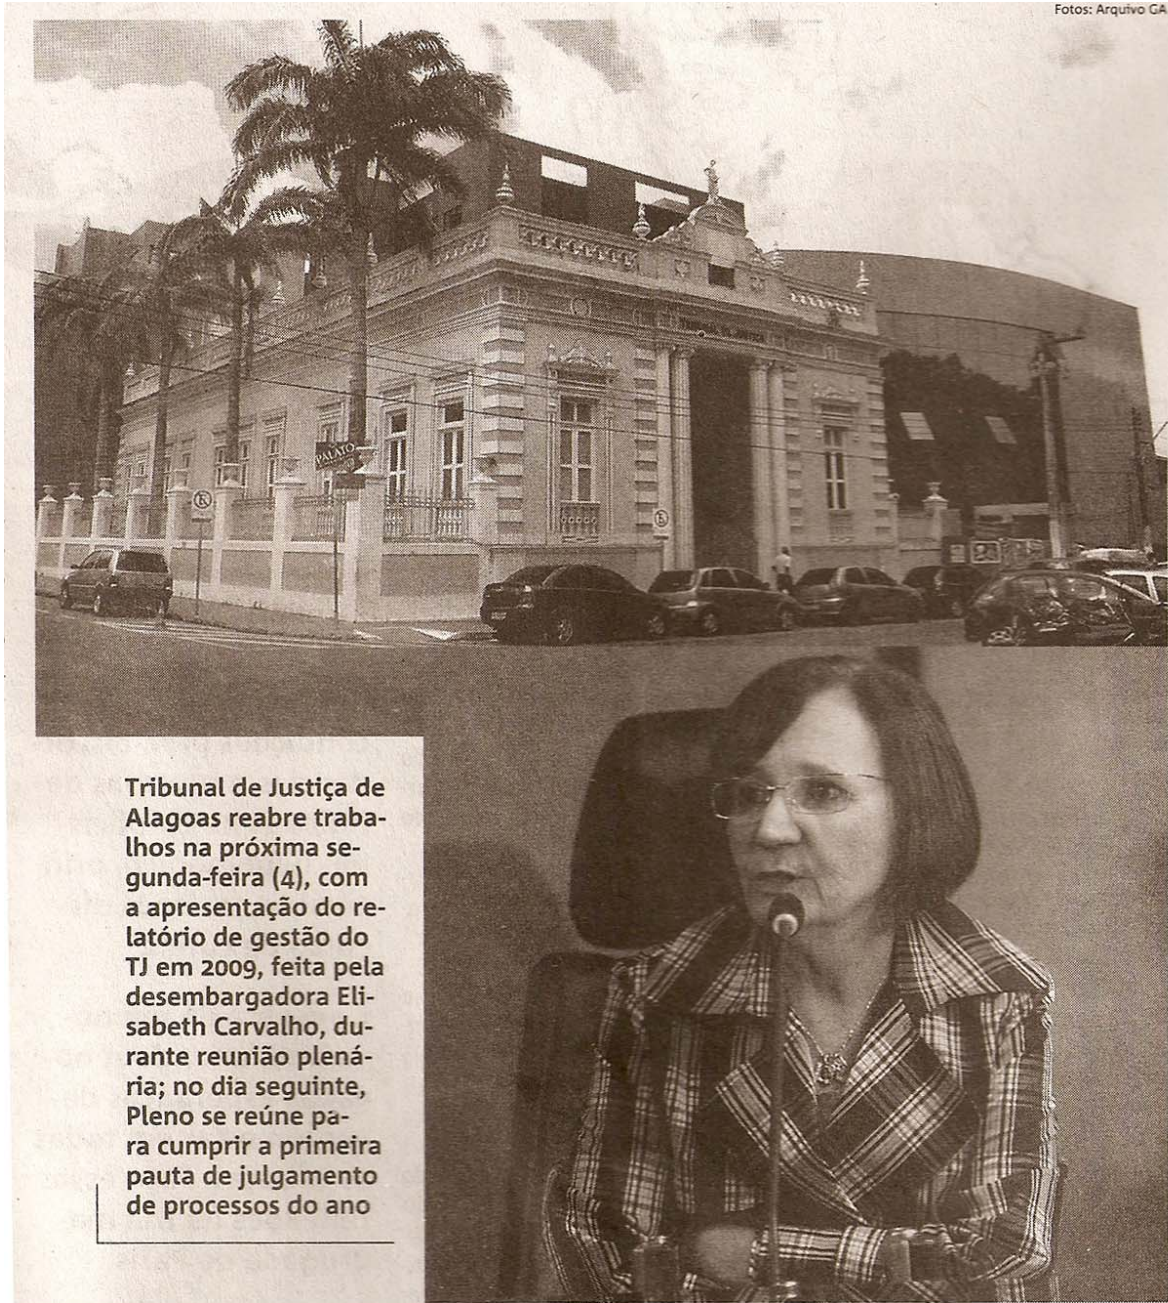 Fotos: Arquivo GA
PALATO
Tribunal de Justiça de
Alagoas reabre traba-
lhos na próxima se-
gunda-feira (4), com
a apresentação do re-
latório de gestão do
TJ em 2009, feita pela
desembargadora Eli-
sabeth Carvalho, du-
rante reunião plená-
ria; no dia seguinte,
Pleno se reúne pa-
ra cumprir a primeira
pauta de julgamento
de processos do ano